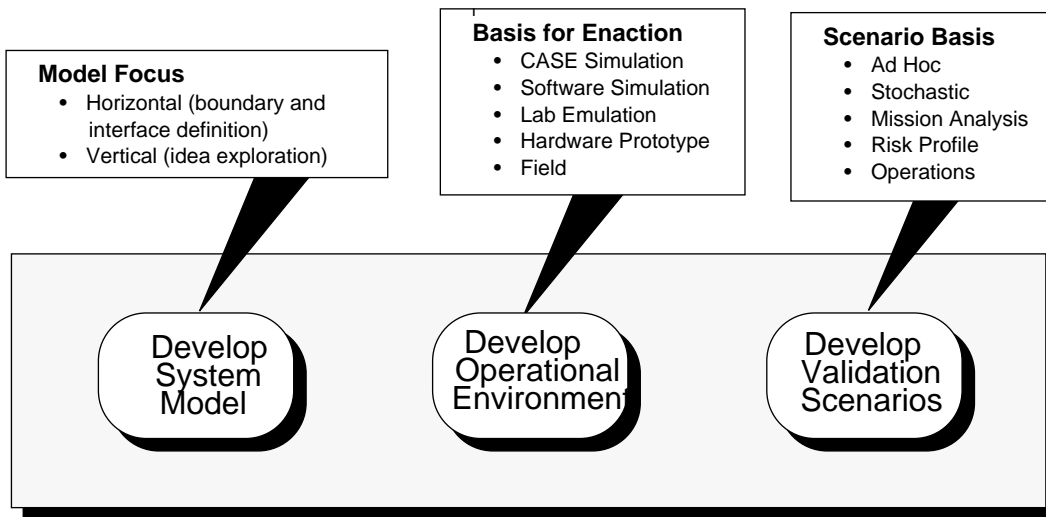 Model Focus
• Horizontal (boundary and
interface definition)
• Vertical (idea exploration)
Basis for Enaction
• CASE Simulation
• Software Simulation
• Lab Emulation
• Hardware Prototype
• Field
Scenario Basis
• Ad Hoc
• Stochastic
• Mission Analysis
• Risk Profile
• Operations
Develop
System
Model
Develop
Operational
Environment
Develop
Validation
Scenarios